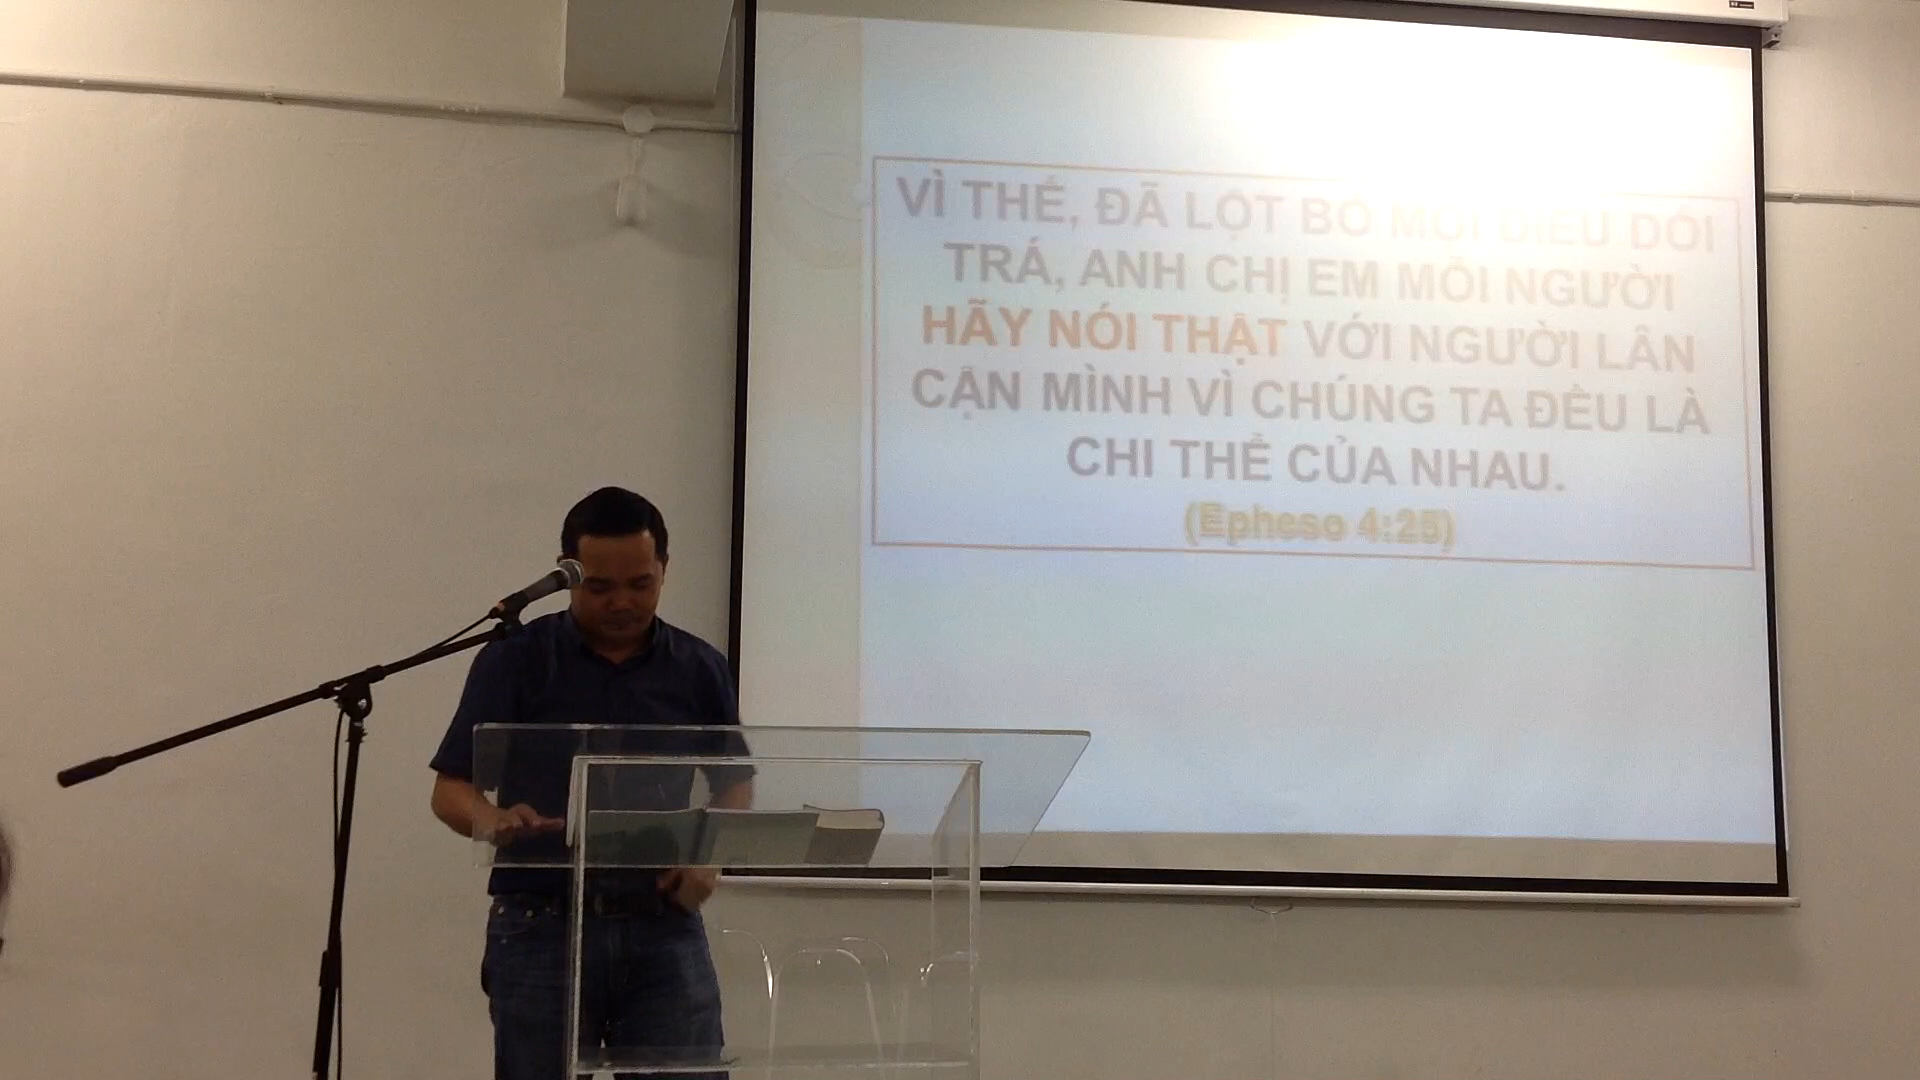 VÌ THẾ, ĐÃ LỘT BỎ MỌI ĐIỀU DỐI
TRÁ, ANH CHỊ EM MỖI NGƯỜI
HÃY NÓI THẬT VỚI NGƯỜI LÂN
CẬN MÌNH VÌ CHÚNG TA ĐỀU LÀ
CHI THỂ CỦA NHAU.
(Epheso 4:25)